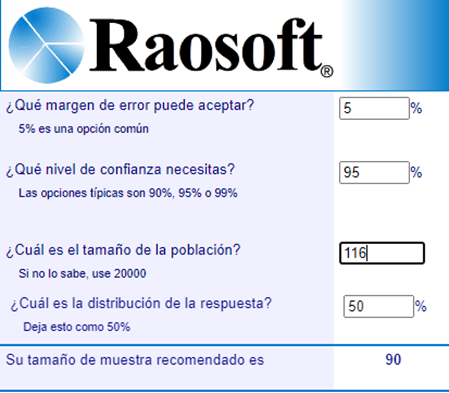 Raosoft®
¿Qué margen de error puede aceptar? 5 %
5% es una opción común
¿Qué nivel de confianza necesitas? 95 %
Las opciones típicas son 90%, 95% o 99%
¿Cuál es el tamaño de la población? 116
Si no lo sabe, use 20000
¿Cuál es la distribución de la respuesta? 50 %
Deja esto como 50%
Su tamaño de muestra recomendado es 90